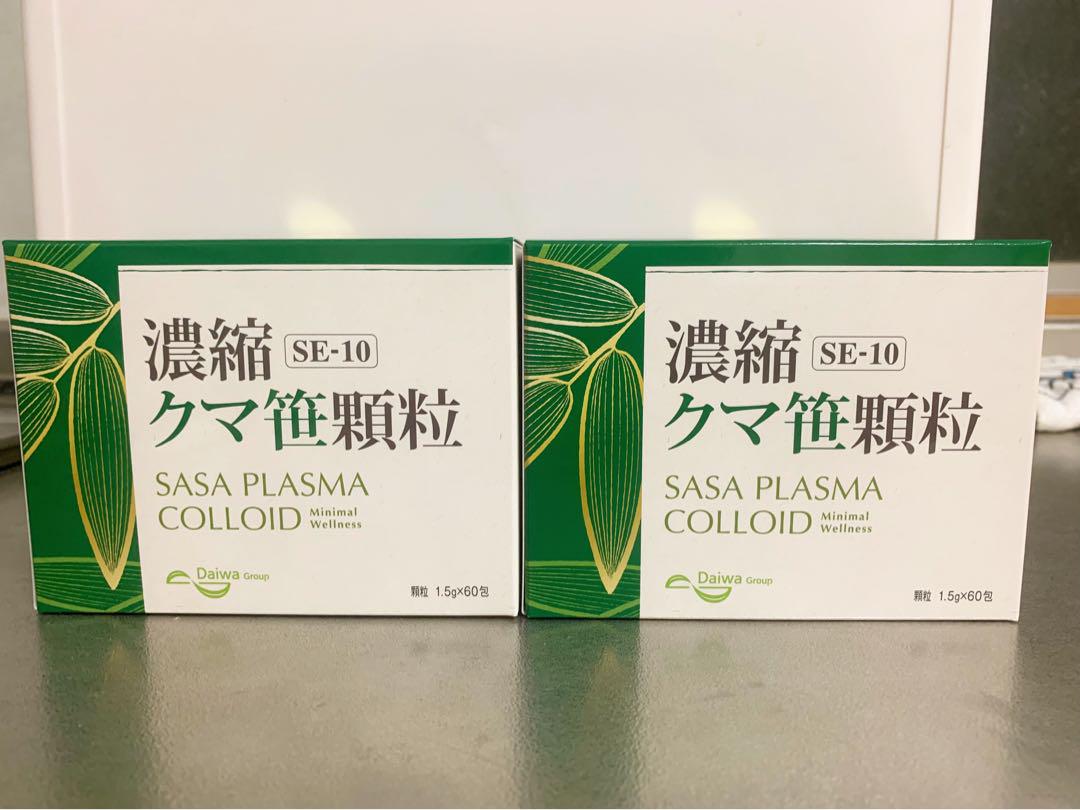 濃縮 SE-10
クマ笹顆粒
SASA PLASMA
COLLOID Minimal Wellness
Daiwa Group
顆粒 1.5g×60包
濃縮 SE-10
クマ笹顆粒
SASA PLASMA
COLLOID Minimal Wellness
Daiwa Group
顆粒 1.5g×60包